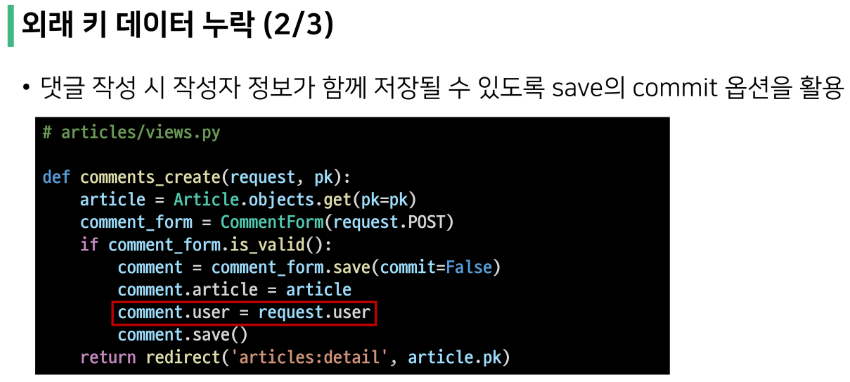 외래 키 데이터 누락 (2/3)
• 댓글 작성 시 작성자 정보가 함께 저장될 수 있도록 save의 commit 옵션을 활용
# articles/views.py
def comments_create(request, pk):
    article = Article.objects.get(pk=pk)
    comment_form = CommentForm(request.POST)
    if comment_form.is_valid():
        comment = comment_form.save(commit=False)
        comment.article = article
        comment.user = request.user
        comment.save()
    return redirect('articles:detail', article.pk)